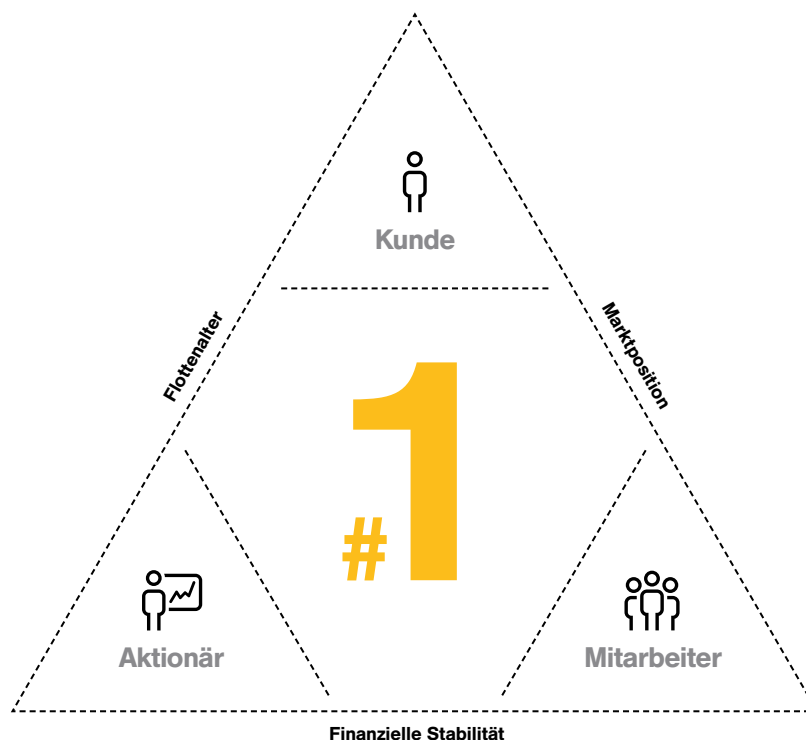 Kunde
Flottenalter
Marktposition
#1
Aktionär
Mitarbeiter
Finanzielle Stabilität